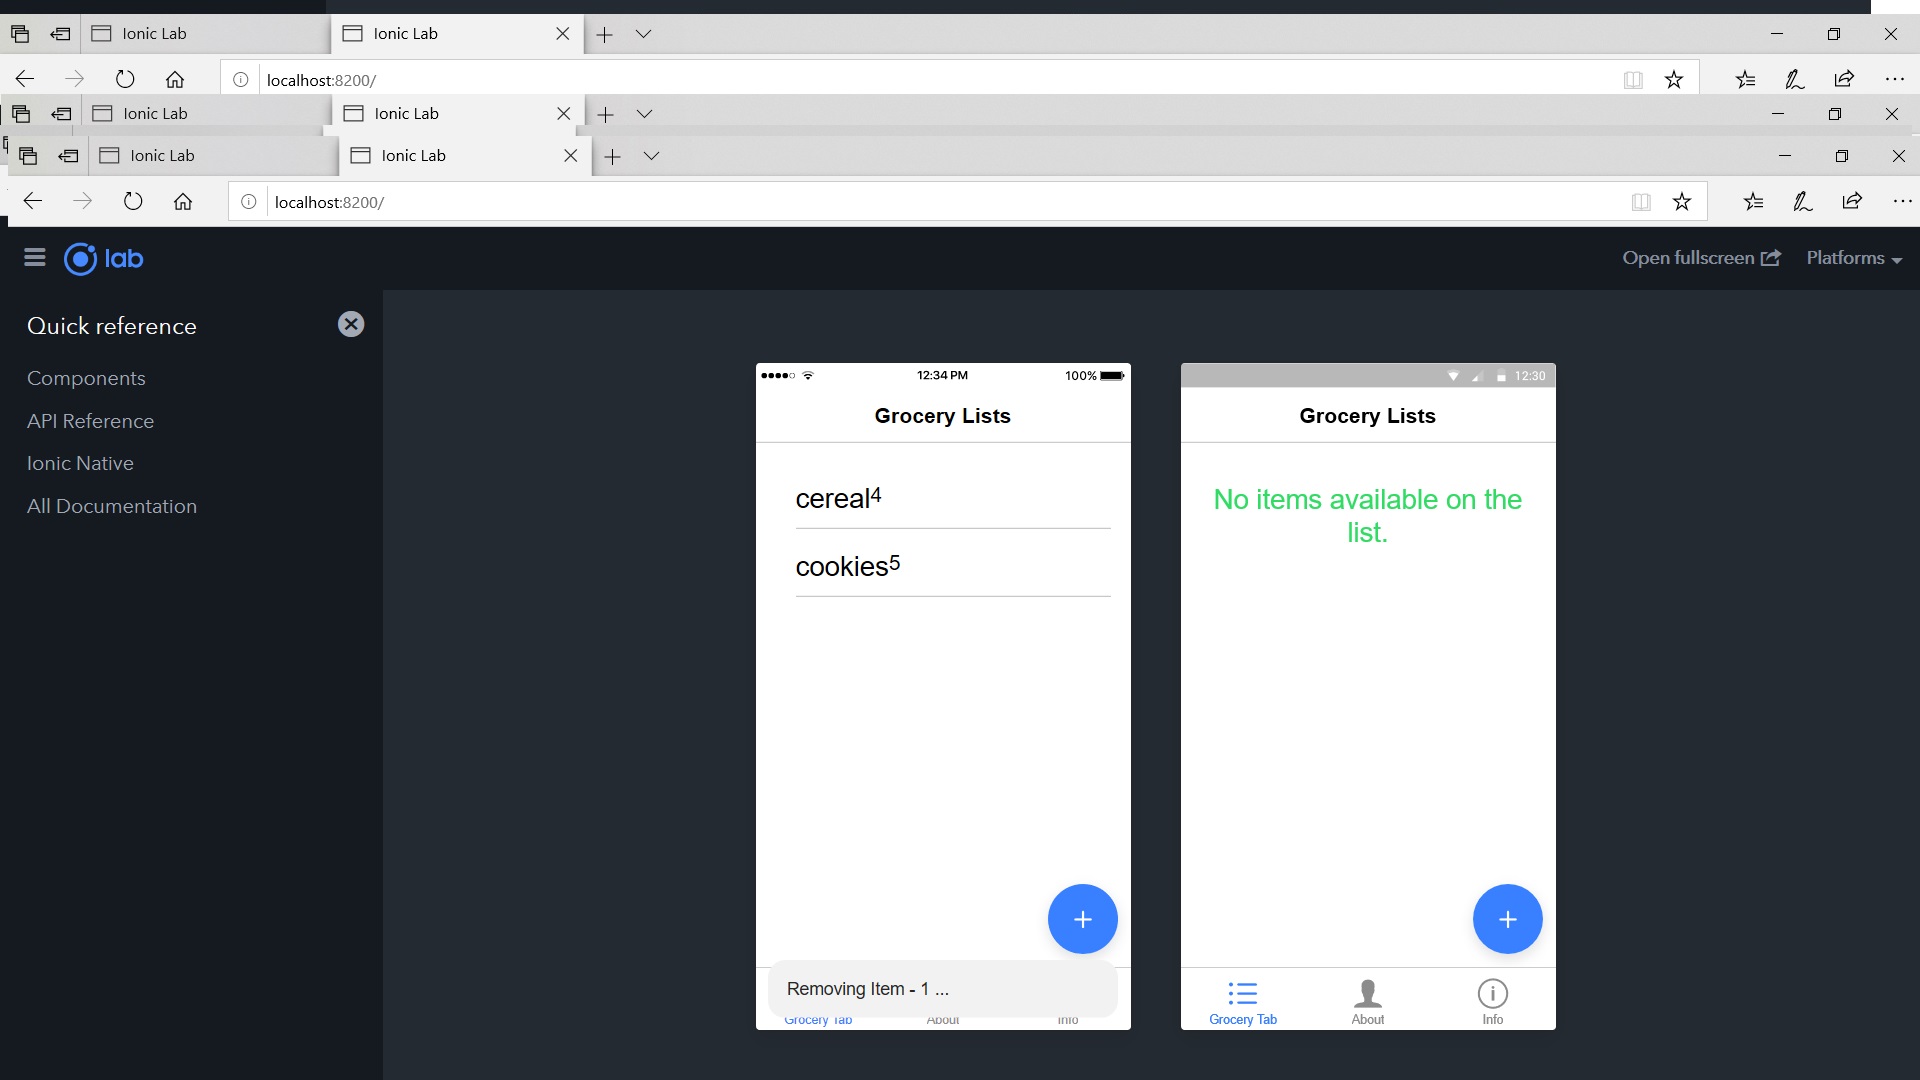 Ionic Lab
Ionic Lab
localhost:8200/
Ionic Lab
Ionic Lab
Ionic Lab
Ionic Lab
localhost:8200/
lab
Open fullscreen
Platforms
Quick reference
Components
API Reference
Ionic Native
All Documentation
12:34 PM
100%
Grocery Lists
cereal4
cookies5
Removing Item - 1 ...
Grocery Tab
About
Info
12:30
Grocery Lists
No items available on the
list.
Grocery Tab
About
Info